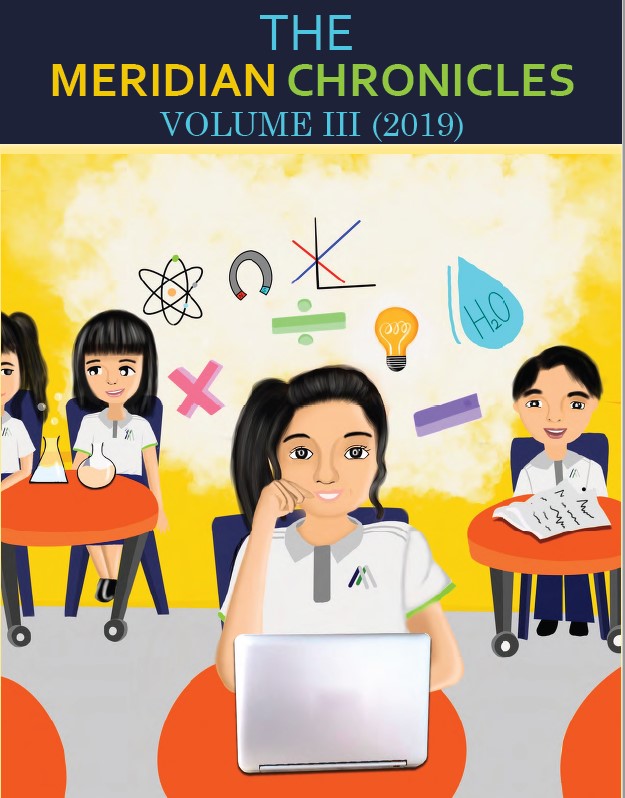 THE
MERIDIAN CHRONICLES
VOLUME III (2019)
H₂O